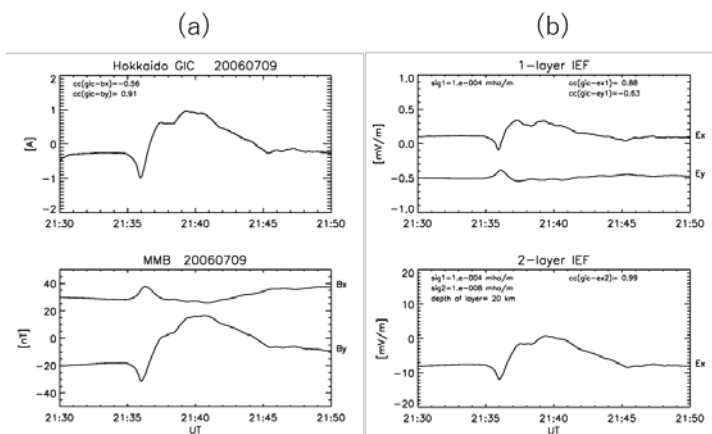 (a)
(b)
Hokkaido GIC 20060709
cc(gic-bx)=-0.56
cc(gic-by)= 0.91
2
1
0
-1
-2
[A]
21:30 21:35 21:40 21:45 21:50
MMB 20060709
40
20
0
-20
-40
[nT]
Bx
By
21:30 21:35 21:40 21:45 21:50
UT
1-layer IEF
sig1=1.e-004 mho/m
cc(gic-ex1)= 0.88
cc(gic-ey1)=-0.63
1.0
0.5
0.0
-0.5
-1.0
[mV/m]
Ex
Ey
21:30 21:35 21:40 21:45 21:50
2-layer IEF
sig1=1.e-004 mho/m
cc(gic-ex2)= 0.99
sig2=1.e-008 mho/m
depth of layer= 20 km
20
10
0
-10
-20
[mV/m]
Ex
21:30 21:35 21:40 21:45 21:50
UT